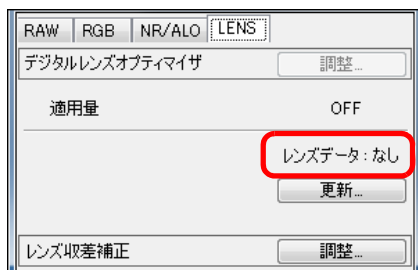 RAW RGB NR/ALO LENS
デジタルレンズオプティマイザ 調整...
適用量 OFF
レンズデータ:なし
更新...
レンズ収差補正 調整...